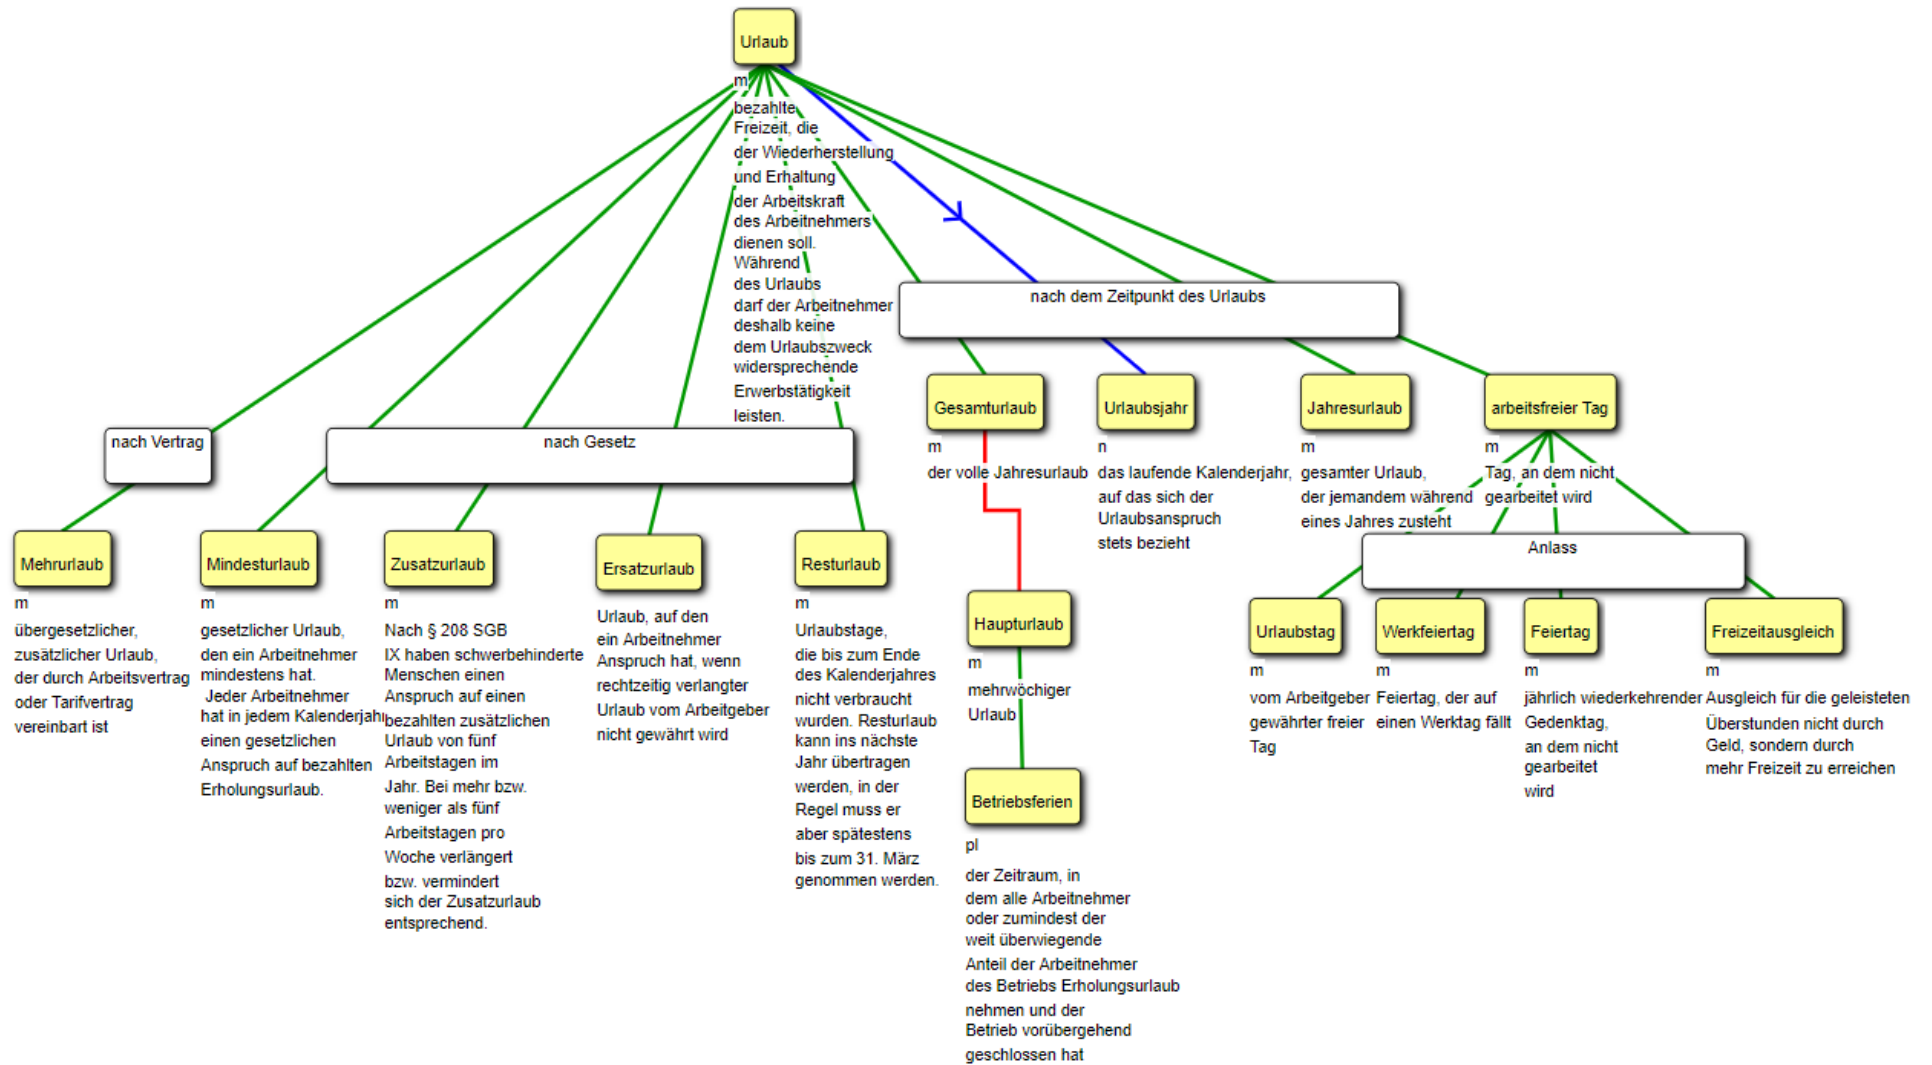 Urlaub
m
bezahlte
Freizeit, die
der Wiederherstellung
und Erhaltung
der Arbeitskraft
des Arbeitnehmers
dienen soll.
Während
des Urlaubs
darf der Arbeitnehmer
deshalb keine
dem Urlaubszweck
widersprechende
Erwerbstätigkeit
leisten.
nach Vertrag
nach Gesetz
nach dem Zeitpunkt des Urlaubs
Mehrurlaub
m
übergesetzlicher,
zusätzlicher Urlaub,
der durch Arbeitsvertrag
oder Tarifvertrag
vereinbart ist
Mindesturlaub
m
gesetzlicher Urlaub,
den ein Arbeitnehmer
mindestens hat.
Jeder Arbeitnehmer
hat in jedem Kalenderjahr
einen gesetzlichen
Anspruch auf bezahlten
Erholungsurlaub.
Zusatzurlaub
m
Nach § 208 SGB
IX haben schwerbehinderte
Menschen einen
Anspruch auf einen
bezahlten zusätzlichen
Urlaub von fünf
Arbeitstagen im
Jahr. Bei mehr bzw.
weniger als fünf
Arbeitstagen pro
Woche verlängert
bzw. vermindert
sich der Zusatzurlaub
entsprechend.
Ersatzurlaub
Urlaub, auf den
ein Arbeitnehmer
Anspruch hat, wenn
rechtzeitig verlangter
Urlaub vom Arbeitgeber
nicht gewährt wird
Resturlaub
m
Urlaubstage,
die bis zum Ende
des Kalenderjahres
nicht verbraucht
wurden. Resturlaub
kann ins nächste
Jahr übertragen
werden, in der
Regel muss er
aber spätestens
bis zum 31. März
genommen werden.
Gesamturlaub
m
der volle Jahresurlaub
Haupturlaub
m
mehrwöchiger
Urlaub
Betriebsferien
pl
der Zeitraum, in
dem alle Arbeitnehmer
oder zumindest der
weit überwiegende
Anteil der Arbeitnehmer
des Betriebs Erholungsurlaub
nehmen und der
Betrieb vorübergehend
geschlossen hat
Urlaubsjahr
n
das laufende Kalenderjahr,
auf das sich der
Urlaubsanspruch
stets bezieht
Jahresurlaub
m
gesamter Urlaub,
der jemandem während
eines Jahres zusteht
arbeitsfreier Tag
m
Tag, an dem nicht
gearbeitet wird
Anlass
Urlaubstag
m
vom Arbeitgeber
gewährter freier
Tag
Werkfeiertag
m
Feiertag, der auf
einen Werktag fällt
Feiertag
m
jährlich wiederkehrender
Gedenktag,
an dem nicht
gearbeitet
wird
Freizeitausgleich
m
Ausgleich für die geleisteten
Überstunden nicht durch
Geld, sondern durch
mehr Freizeit zu erreichen